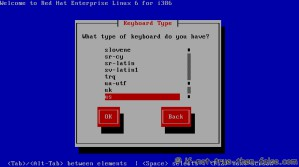 Welcome to Red Hat Enterprise Linux 6 for i386
Keyboard Type
What type of keyboard do you have?
slovene
sr-cy
sr-latin
sv-latin1
trq
ua-utf
uk
us
OK
Back
<Tab>/<Alt-Tab> between elements | <Space> selects